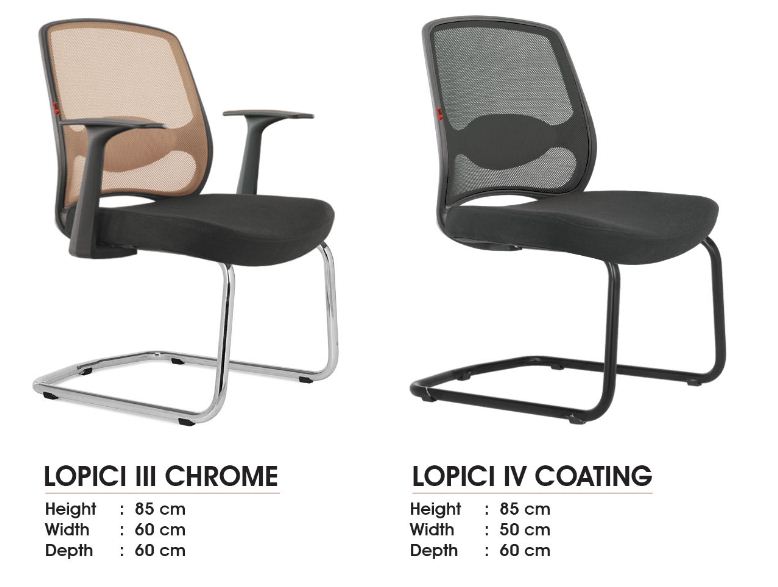 LOPICI III CHROME
Height : 85 cm
Width : 60 cm
Depth : 60 cm
LOPICI IV COATING
Height : 85 cm
Width : 50 cm
Depth : 60 cm